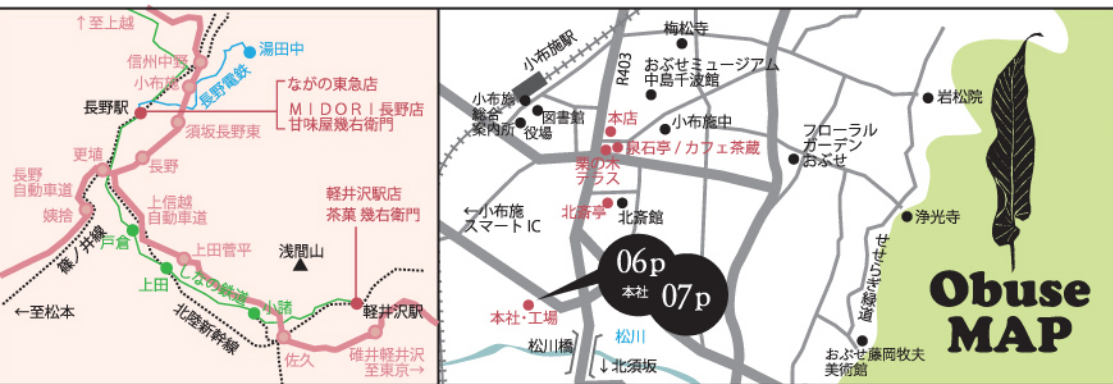 ↑至上越
信州中野
小布施
湯田中
長野電鉄
長野駅
ながの東急店
MIDORI長野店
甘味屋幾右衛門
須坂長野東
更埴
長野
長野
自動車道
姨捨
上信越
自動車道
軽井沢駅店
茶菓 幾右衛門
戸倉
篠ノ井線
上田菅平
浅間山
上田
しなの鉄道
小諸
←至松本
北陸新幹線
軽井沢駅
佐久
碓井軽井沢
至東京→
小布施駅
R403
梅松寺
おぶせミュージアム
中島千波館
小布施
総合
案内所
図書館
役場
本店
小布施中
泉石亭 / カフェ茶蔵
栗の木
テラス
フローラル
ガーデン
おぶせ
岩松院
←小布施
スマート IC
北斎亭
北斎館
浄光寺
せせらぎ緑道
06p
本社
07p
本社・工場
松川橋
松川
↓北須坂
おぶせ藤岡牧夫
美術館
Obuse
MAP